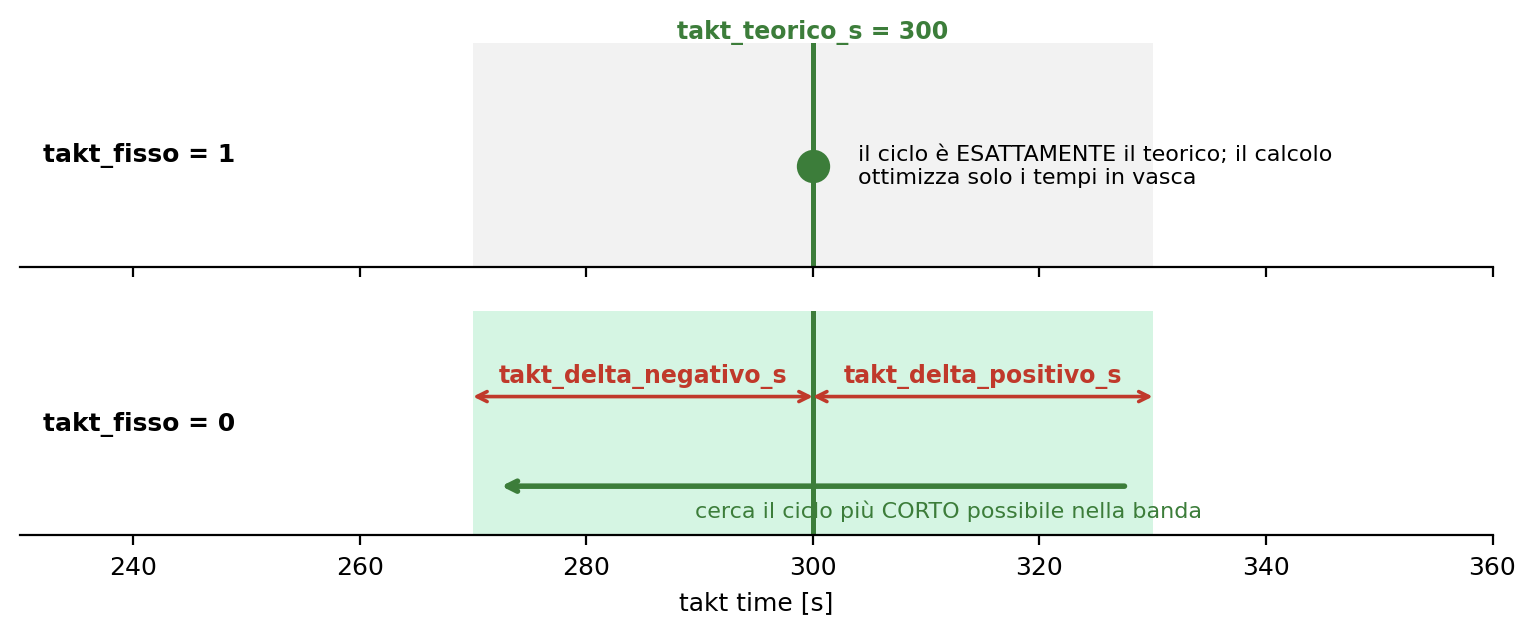 takt_teorico_s = 300
takt_fisso = 1
il ciclo è ESATTAMENTE il teorico; il calcolo
ottimizza solo i tempi in vasca
takt_delta_negativo_s
takt_delta_positivo_s
takt_fisso = 0
cerca il ciclo più CORTO possibile nella banda
240
260
280
300
320
340
360
takt time [s]